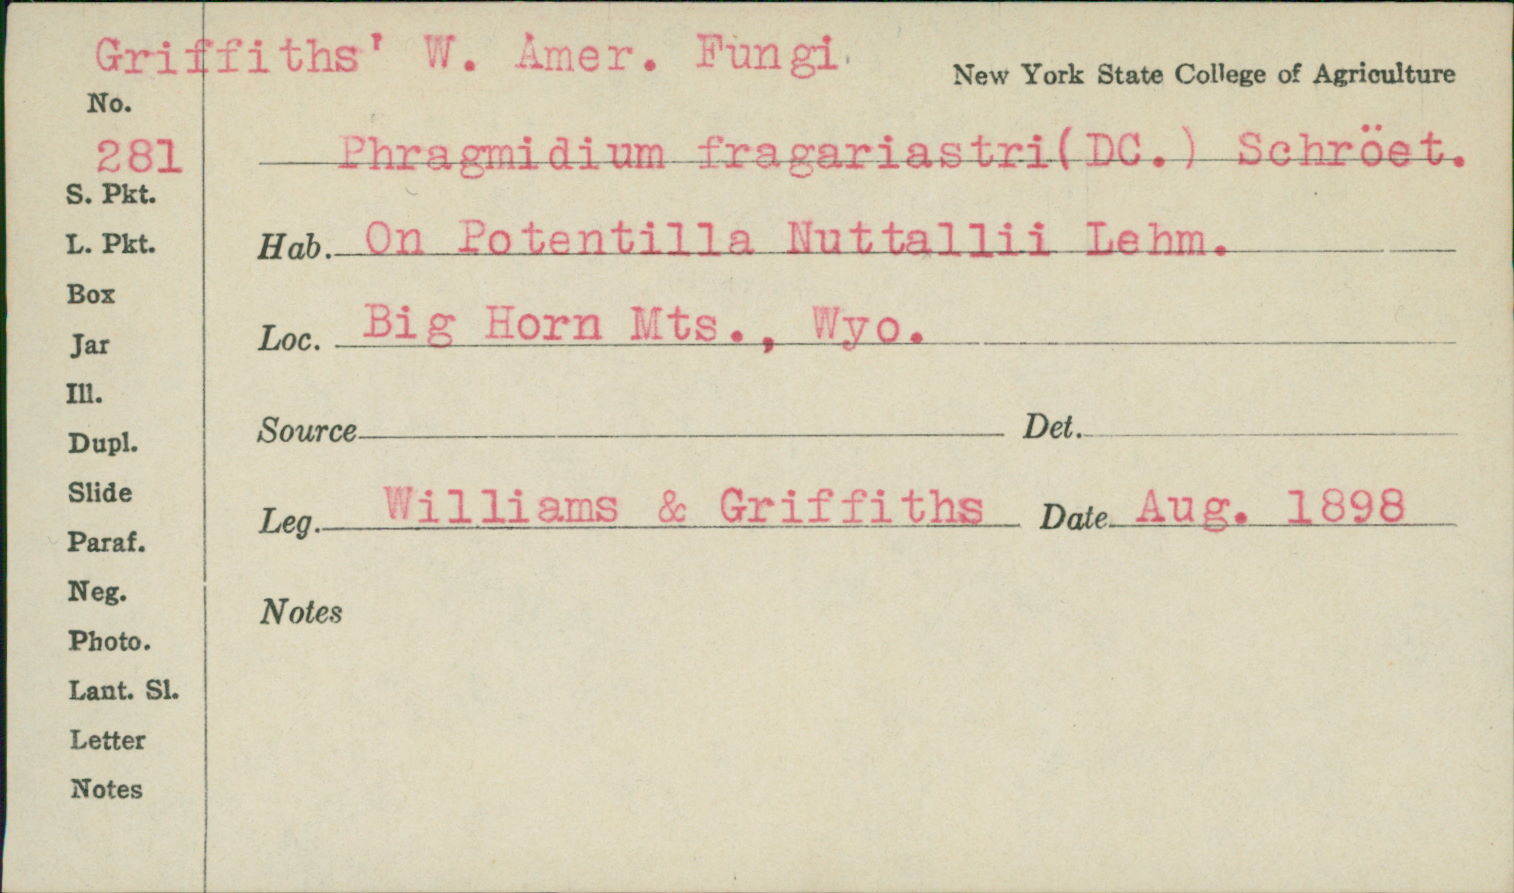 Griffiths' W. Amer. Fungi
New York State College of Agriculture
No.
281
Phragmidium fragariastri(DC.) Schröet.
S. Pkt.
L. Pkt.
Hab. On Potentilla Nuttallii Lehm.
Box
Jar
Loc. Big Horn Mts., Wyo.
Ill.
Dupl.
Source Det.
Slide
Leg. Williams & Griffiths Date Aug. 1898
Paraf.
Neg.
Notes
Photo.
Lant. Sl.
Letter
Notes